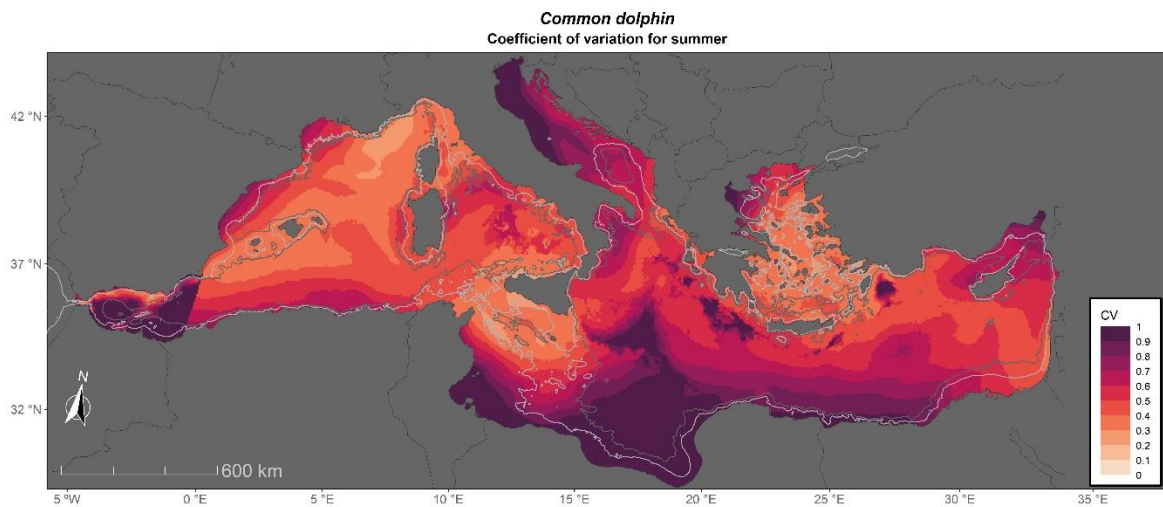 Common dolphin
Coefficient of variation for summer
42 °N
37 °N
32 °N
N
600 km
CV
1
0.9
0.8
0.7
0.6
0.5
0.4
0.3
0.2
0.1
0
5 °W
0 °E
5 °E
10 °E
15 °E
20 °E
25 °E
30 °E
35 °E